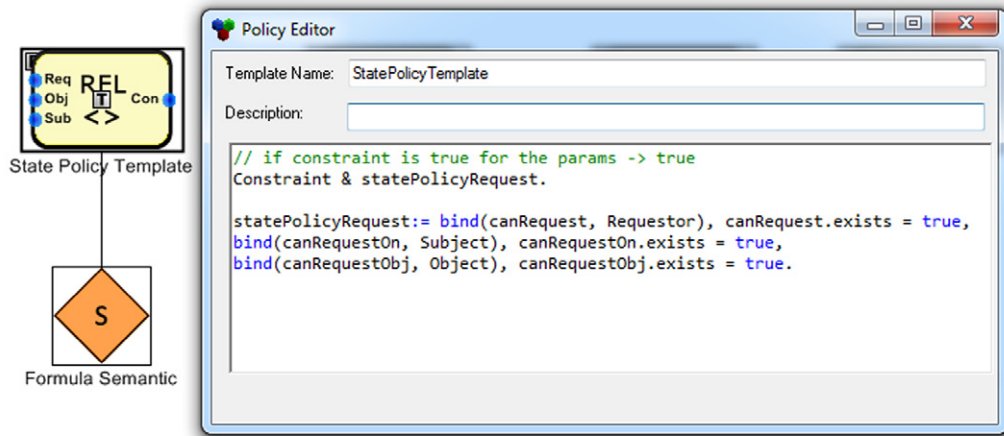 Req
RFL
Obj
T
Con
Sub
<>
State Policy Template
S
Formula Semantic
Policy Editor
Template Name: StatePolicyTemplate
Description:
// if constraint is true for the params -> true
Constraint & statePolicyRequest.
statePolicyRequest:= bind(canRequest, Requestor), canRequest.exists = true,
bind(canRequestOn, Subject), canRequestOn.exists = true,
bind(canRequestObj, Object), canRequestObj.exists = true.